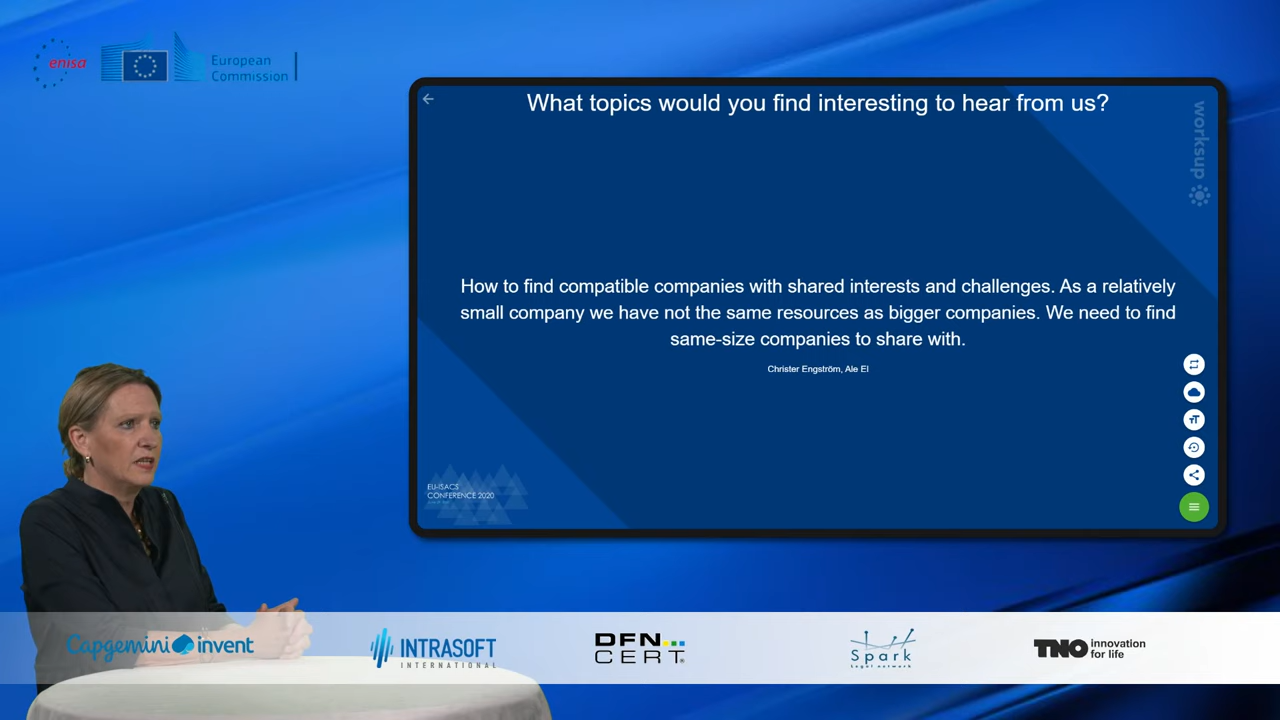 enisa
European
Commission
What topics would you find interesting to hear from us?
worksup
How to find compatible companies with shared interests and challenges. As a relatively
small company we have not the same resources as bigger companies. We need to find
same-size companies to share with.
Christer Engström, Ale El
EU-ISACS
CONFERENCE 2020
Capgemini invent
INTRASOFT
INTERNATIONAL
DFN
CERT
Spark
Legal network
TNO innovation
for life